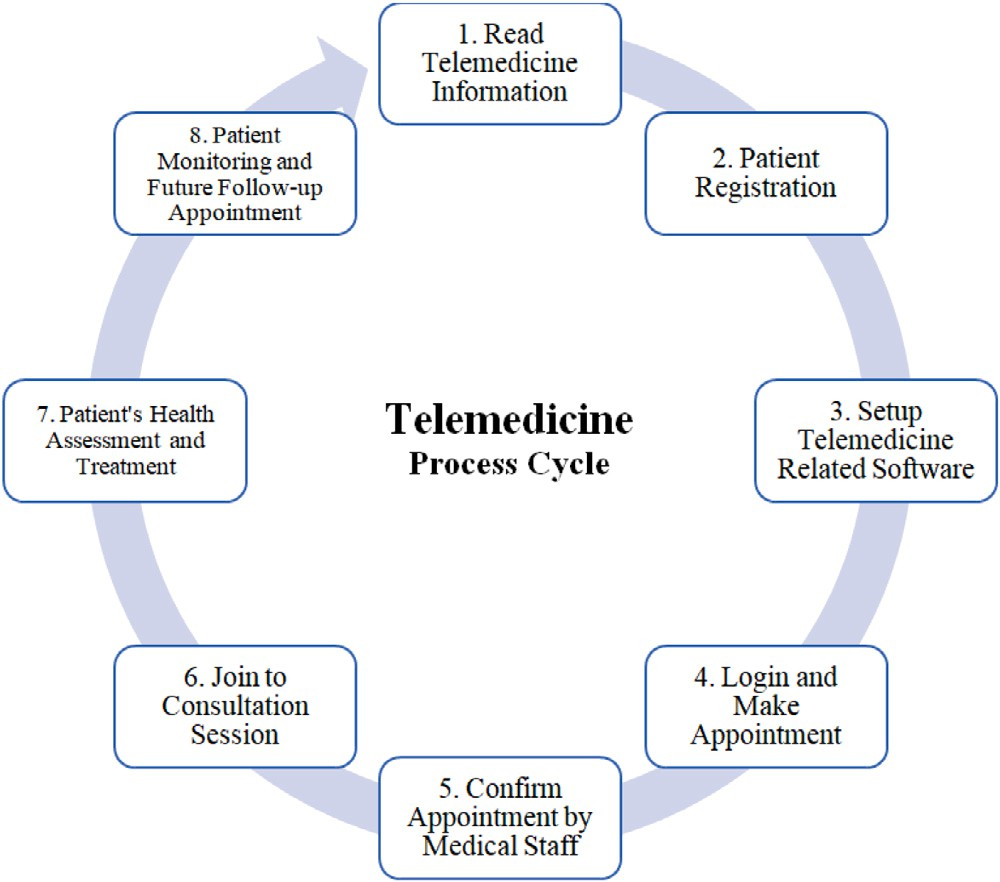 1. Read
Telemedicine
Information
2. Patient
Registration
3. Setup
Telemedicine
Related Software
4. Login and
Make
Appointment
5. Confirm
Appointment by
Medical Staff
6. Join to
Consultation
Session
7. Patient's Health
Assessment and
Treatment
8. Patient
Monitoring and
Future Follow-up
Appointment
Telemedicine
Process Cycle